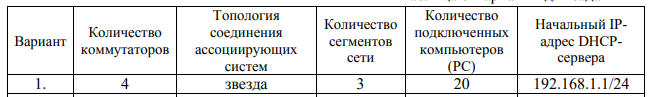 Вариант
Количество
коммутаторов
Топология
соединения
ассоциирующих
систем
Количество
сегментов
сети
Количество
подключенных
компьютеров
(PC)
Начальный IP-
адрес DHCP-
сервера
1. 4 звезда 3 20 192.168.1.1/24